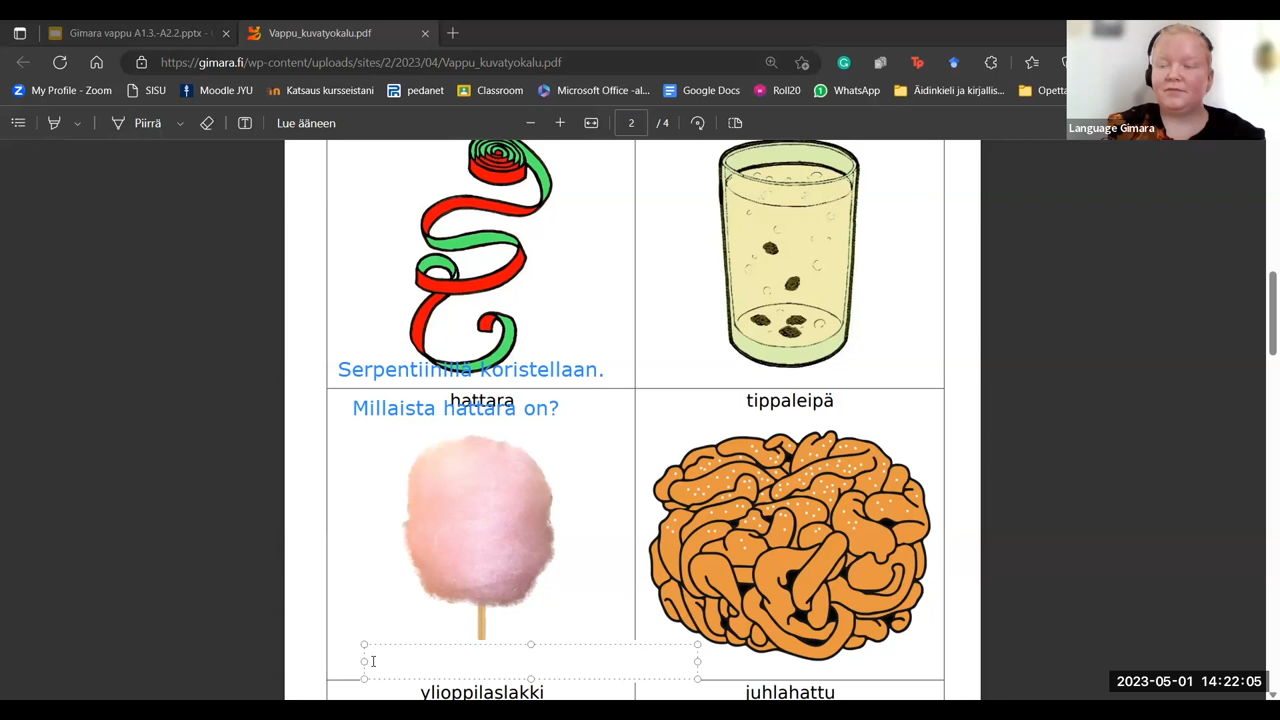 Gimara vappu A1.3.-A2.2.pptx -
Vappu_kuvatyokalu.pdf
https://gimara.fi/wp-content/uploads/sites/2/2023/04/Vappu_kuvatyokalu.pdf
My Profile - Zoom
SISU
Moodle JYU
Katsaus kursseistani
pedanet
Classroom
Microsoft Office -al...
Google Docs
Roll20
WhatsApp
Äidinkieli ja kirjallis...
Opetta
Language Gimara
Piirrä
Lue ääneen
2 / 4
Serpentiinillä koristellaan.
hattara
Millaista hattara on?
tippaleipä
ylioppilaslakki
juhlahattu
2023-05-01 14:22:05